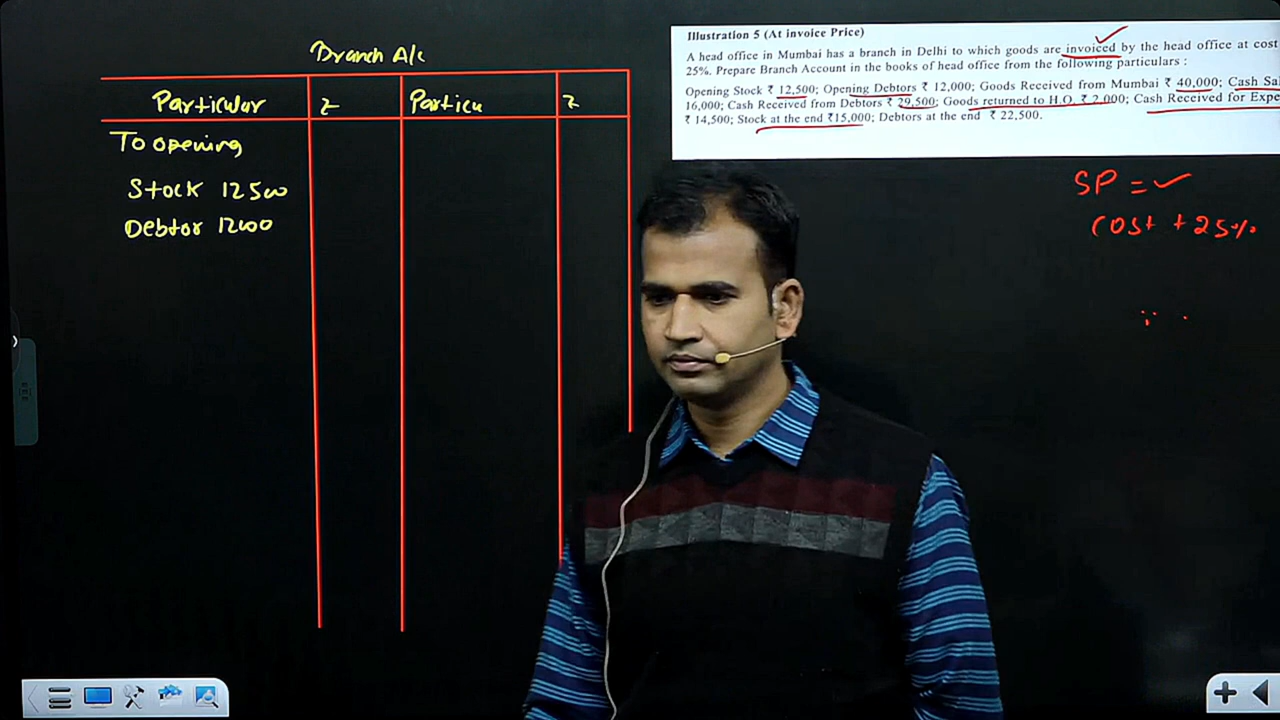 Branch A/c
Particular ₹ Particu ₹
To opening
Stock 12500
Debtor 12000
Illustration 5 (At invoice Price)
A head office in Mumbai has a branch in Delhi to which goods are invoiced by the head office at cost
25%. Prepare Branch Account in the books of head office from the following particulars :
Opening Stock ₹ 12,500; Opening Debtors ₹ 12,000; Goods Received from Mumbai ₹ 40,000; Cash Sal
16,000; Cash Received from Debtors ₹ 29,500; Goods returned to H.O. ₹ 2,000; Cash Received for Expe
₹ 14,500; Stock at the end ₹15,000; Debtors at the end ₹ 22,500.
SP =
Cost + 25%